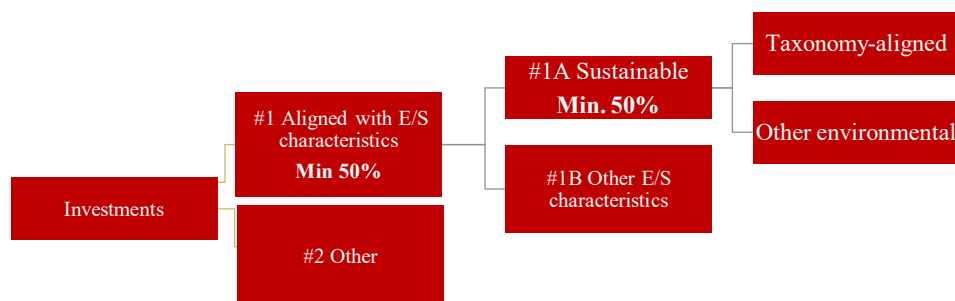 Investments
#1 Aligned with E/S
characteristics
Min 50%
#2 Other
#1A Sustainable
Min. 50%
#1B Other E/S
characteristics
Taxonomy-aligned
Other environmental